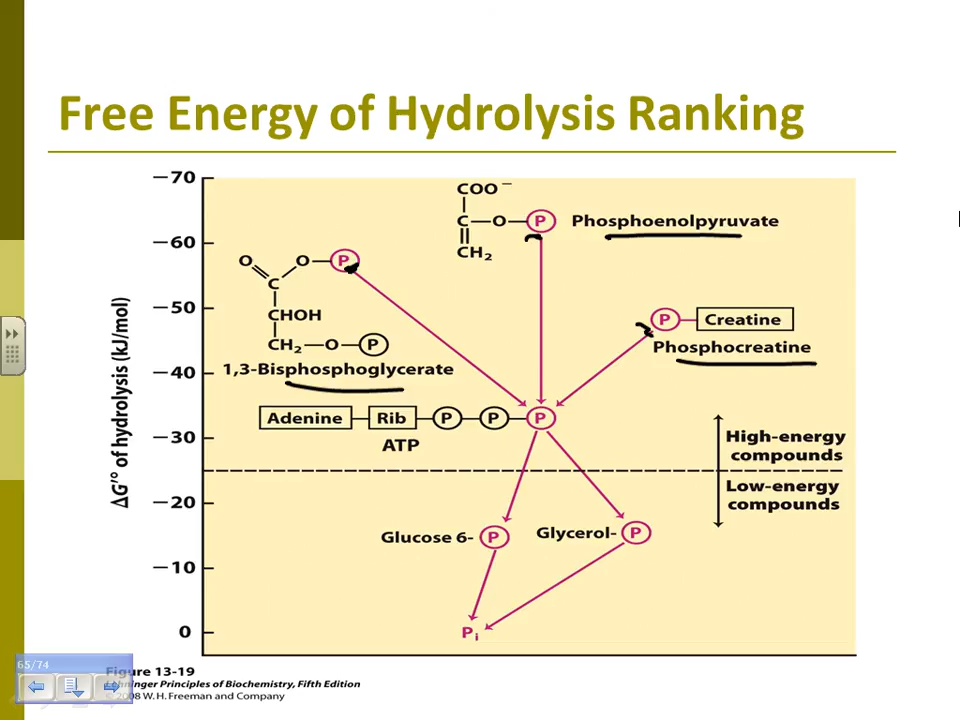 Free Energy of Hydrolysis Ranking
ΔG′° of hydrolysis (kJ/mol)
−70
−60
−50
−40
−30
−20
−10
0
COO −
C—O—P
CH2
Phosphoenolpyruvate
O O—P
C
CHOH
CH2—O—P
1,3-Bisphosphoglycerate
P—Creatine
Phosphocreatine
Adenine—Rib—P—P—P
ATP
High-energy
compounds
Low-energy
compounds
Glucose 6- P
Glycerol- P
Pi
65/74
Figure 13-19
Lehninger Principles of Biochemistry, Fifth Edition
© 2008 W. H. Freeman and Company